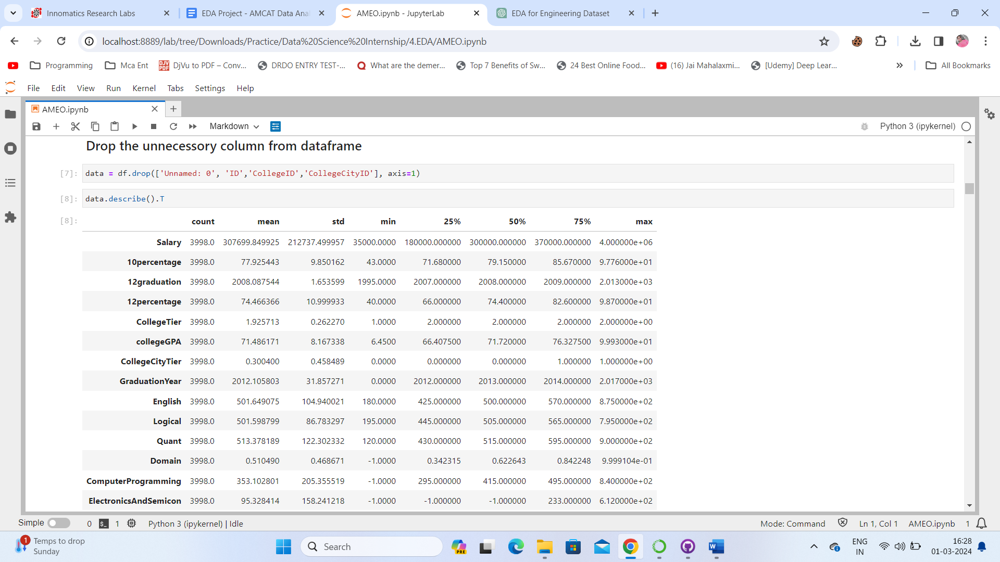 Innomatics Research Labs
EDA Project - AMCAT Data Anal
AMEO.ipynb - JupyterLab
EDA for Engineering Dataset
localhost:8889/lab/tree/Downloads/Practice/Data%20Science%20Internship/4.EDA/AMEO.ipynb
Programming Mca Ent DJV PDF DjVu to PDF – Conv... DRDO ENTRY TEST-... What are the demer... Top 7 Benefits of Sw... 24 Best Online Food... (16) Jai Mahalaxmi... [Udemy] Deep Lear... » All Bookmarks
File Edit View Run Kernel Tabs Settings Help
AMEO.ipynb
Markdown Python 3 (ipykernel)
Drop the unnecessory column from dataframe
[7]: data = df.drop(['Unnamed: 0', 'ID','CollegeID','CollegeCityID'], axis=1)
[8]: data.describe().T
[8]: count mean std min 25% 50% 75% max
Salary 3998.0 307699.849925 212737.499957 35000.0000 180000.000000 300000.000000 370000.000000 4.000000e+06
10percentage 3998.0 77.925443 9.850162 43.0000 71.680000 79.150000 85.670000 9.776000e+01
12graduation 3998.0 2008.087544 1.653599 1995.0000 2007.000000 2008.000000 2009.000000 2.013000e+03
12percentage 3998.0 74.466366 10.999933 40.0000 66.000000 74.400000 82.600000 9.870000e+01
CollegeTier 3998.0 1.925713 0.262270 1.0000 2.000000 2.000000 2.000000 2.000000e+00
collegeGPA 3998.0 71.486171 8.167338 6.4500 66.407500 71.720000 76.327500 9.993000e+01
CollegeCityTier 3998.0 0.300400 0.458489 0.0000 0.000000 0.000000 1.000000 1.000000e+00
GraduationYear 3998.0 2012.105803 31.857271 0.0000 2012.000000 2013.000000 2014.000000 2.017000e+03
English 3998.0 501.649075 104.940021 180.0000 425.000000 500.000000 570.000000 8.750000e+02
Logical 3998.0 501.598799 86.783297 195.0000 445.000000 505.000000 565.000000 7.950000e+02
Quant 3998.0 513.378189 122.302332 120.0000 430.000000 515.000000 595.000000 9.000000e+02
Domain 3998.0 0.510490 0.468671 -1.0000 0.342315 0.622643 0.842248 9.999104e-01
ComputerProgramming 3998.0 353.102801 205.355519 -1.0000 295.000000 415.000000 495.000000 8.400000e+02
ElectronicsAndSemicon 3998.0 95.328414 158.241218 -1.0000 -1.000000 -1.000000 233.000000 6.120000e+02
Simple 0 $_ 1 Python 3 (ipykernel) | Idle Mode: Command Ln 1, Col 1 AMEO.ipynb 1
1 Temps to drop
Sunday
Search
PRE
W
ENG
IN
16:28
01-03-2024